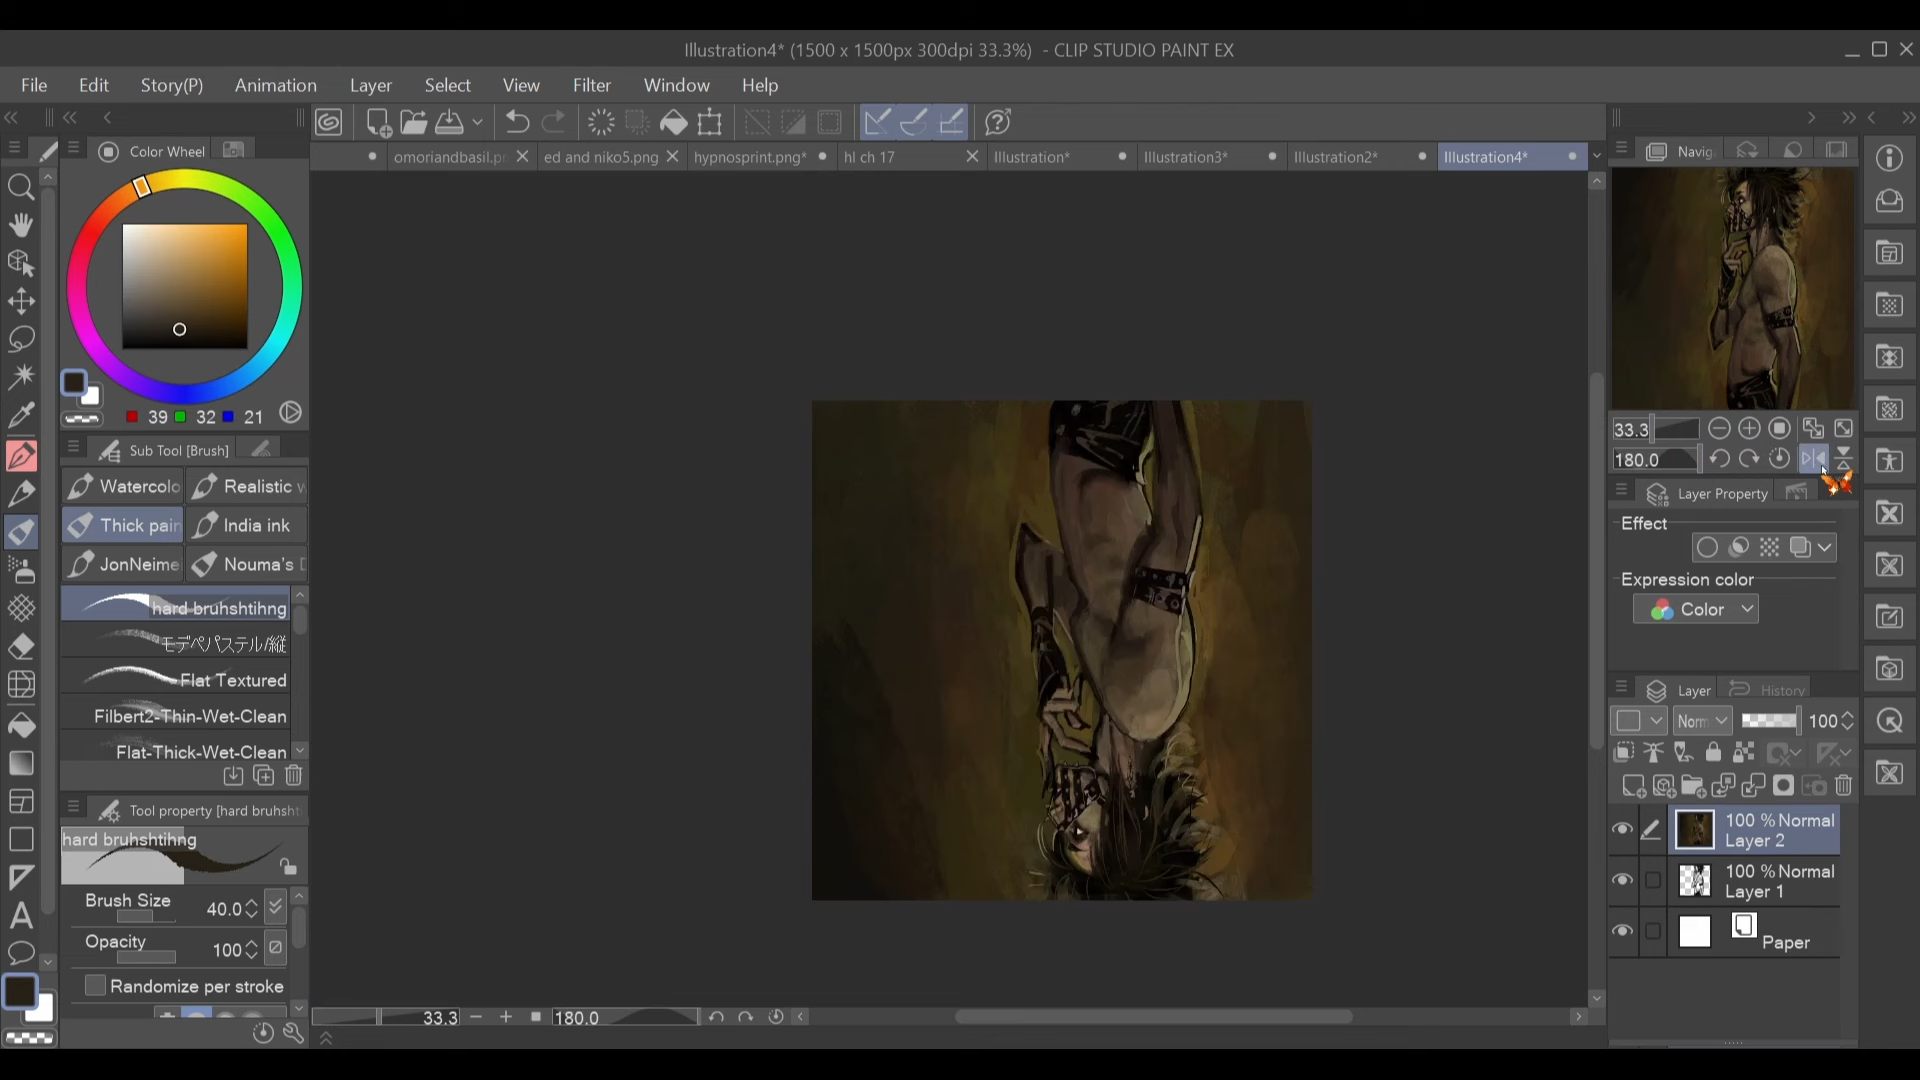 Illustration4* (1500 x 1500px 300dpi 33.3%)  - CLIP STUDIO PAINT EX
File Edit Story(P) Animation Layer Select View Filter Window Help
Color Wheel
omoriandbasil.p
ed and niko5.png
hypnosprint.png*
hl ch 17
Illustration*
Illustration3*
Illustration2*
Illustration4*
Navig
39 32 21
33.3
180.0
Sub Tool [Brush]
Watercolo
Realistic
Thick pain
India ink
JonNeime
Nouma's
hard bruhshtihng
モデペパステル/縦
Flat Textured
Filbert2-Thin-Wet-Clean
Flat-Thick-Wet-Clean
Tool property [hard bruhsht
hard bruhshtihng
Brush Size 40.0
Opacity 100
Randomize per stroke
33.3
180.0
Layer Property
Effect
Expression color
Color
Layer
History
Norm
100
100 % Normal
Layer 2
100 % Normal
Layer 1
Paper